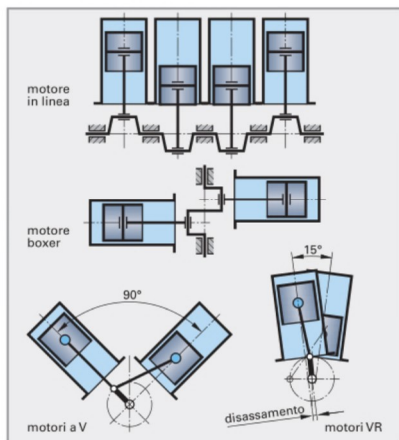 motore
in linea
motore
boxer
15°
90°
disassamento
motori a V
motori VR